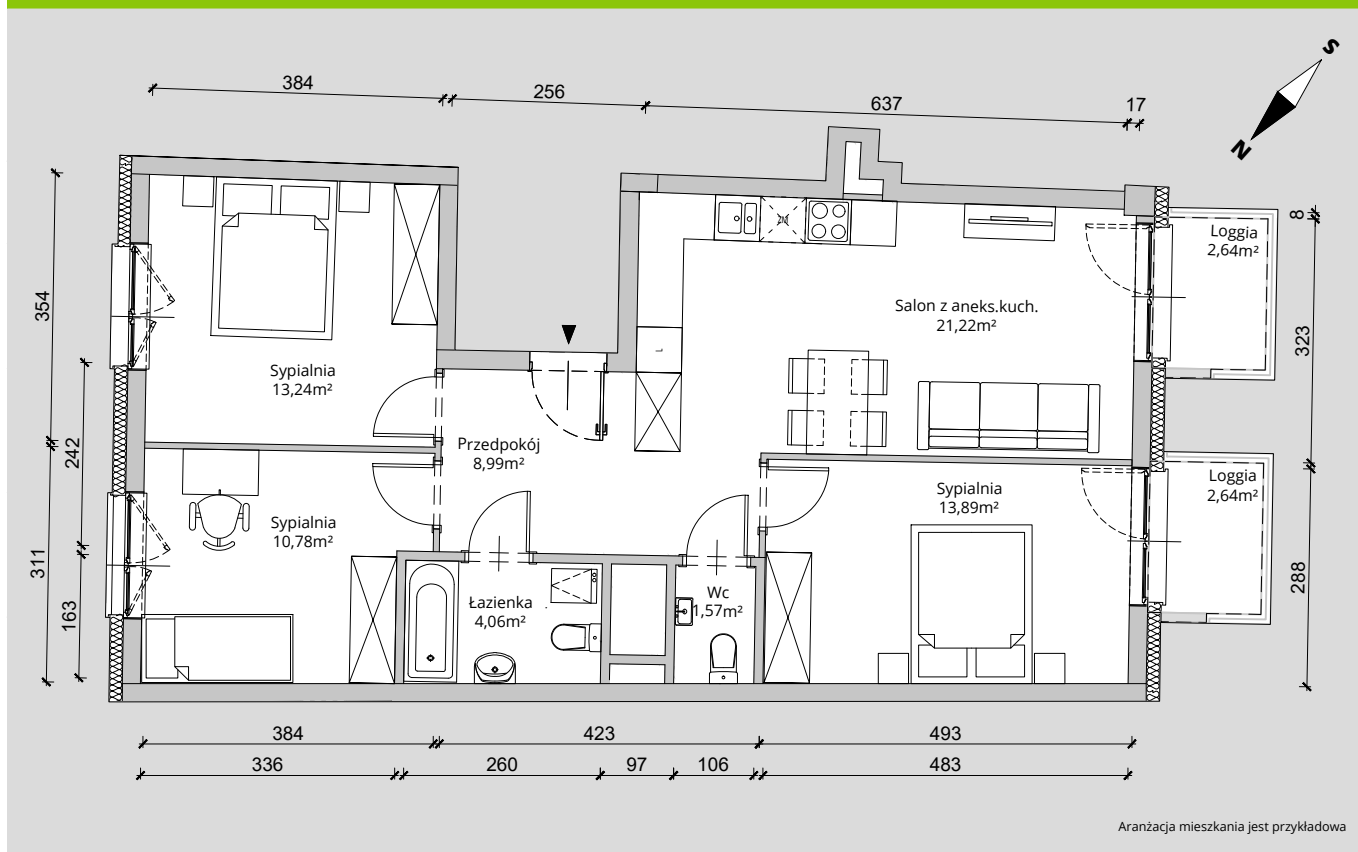 384
256
637
17
S
N
8
Loggia
2,64m²
354
Salon z aneks.kuch.
21,22m²
323
Sypialnia
13,24m²
242
Przedpokój
8,99m²
Loggia
2,64m²
Sypialnia
13,89m²
Sypialnia
10,78m²
311
288
163
Łazienka
4,06m²
Wc
1,57m²
ZM
L
384
423
493
336
260
97
106
483
Aranżacja mieszkania jest przykładowa